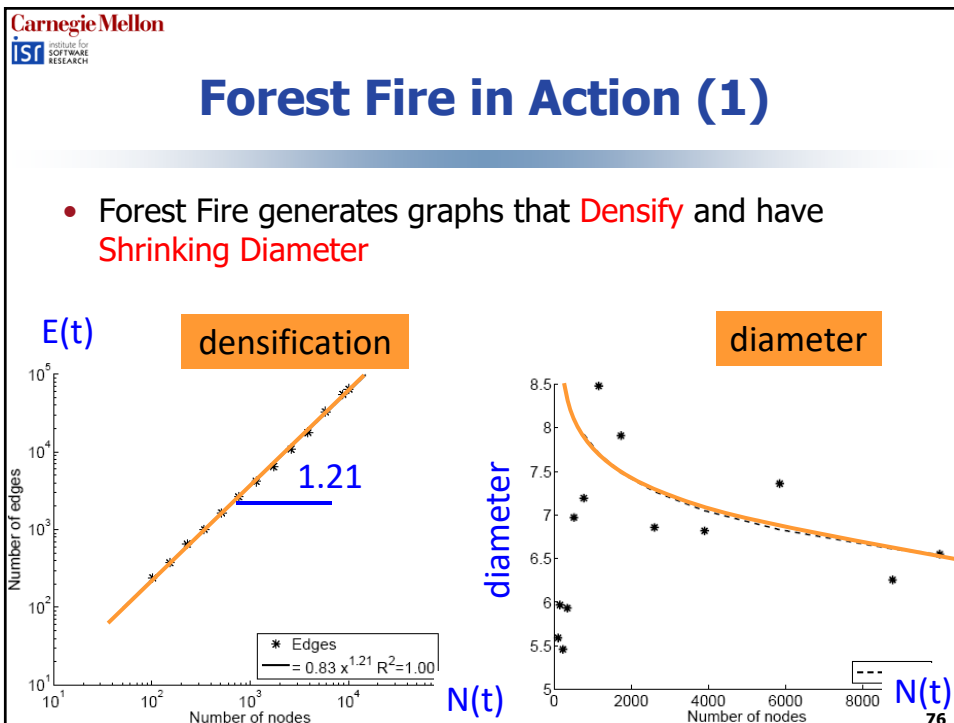 Carnegie Mellon
isr institute for
SOFTWARE
RESEARCH
Forest Fire in Action (1)
• Forest Fire generates graphs that Densify and have
Shrinking Diameter
E(t)
densification
10^5
10^4
10^3
10^2
10^1
Number of edges
1.21
* Edges
= 0.83 x^1.21 R^2=1.00
10^1
10^2
10^3
10^4
Number of nodes
N(t)
diameter
8.5
8
7.5
7
6.5
6
5.5
5
diameter
0
2000
4000
6000
8000
Number of nodes
N(t)
76